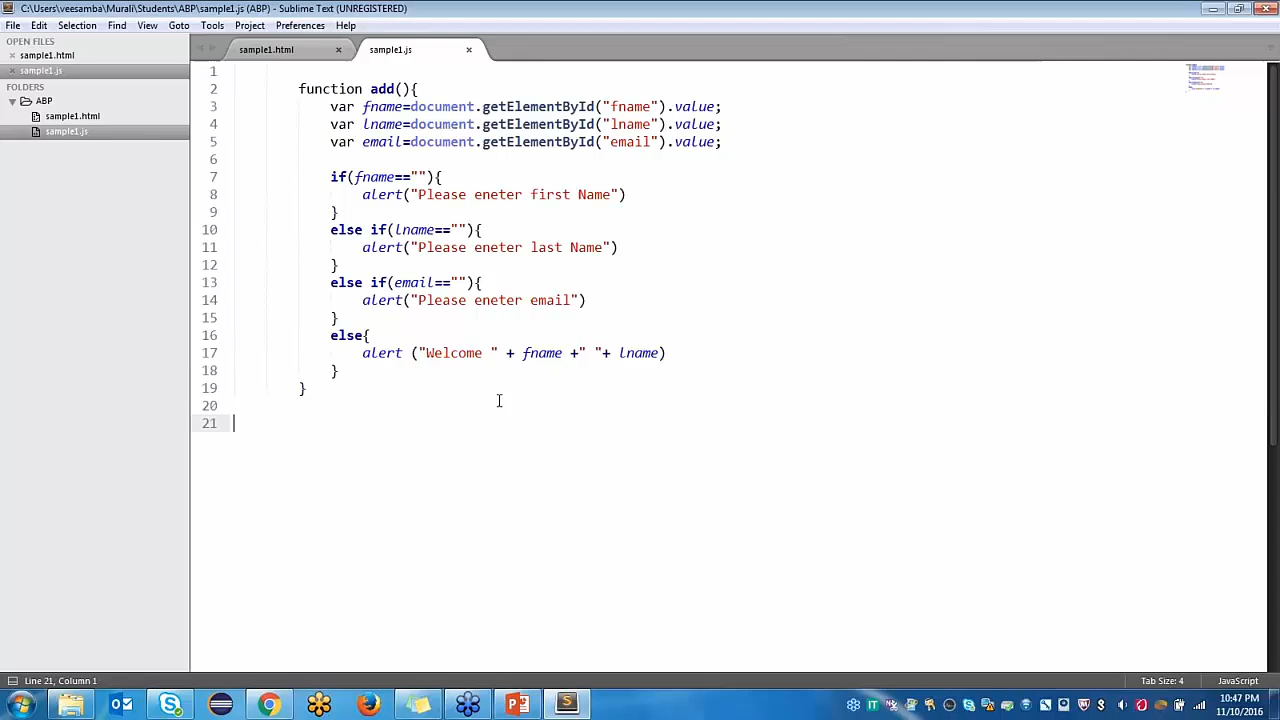 C:\Users\veesamba\Murali\Students\ABP\sample1.js (ABP) - Sublime Text (UNREGISTERED)
File Edit Selection Find View Goto Tools Project Preferences Help
OPEN FILES
sample1.html
sample1.js
FOLDERS
ABP
sample1.html
sample1.js
sample1.html sample1.js
1
2 function add(){
3 var fname=document.getElementById("fname").value;
4 var lname=document.getElementById("lname").value;
5 var email=document.getElementById("email").value;
6
7 if(fname==""){
8 alert("Please eneter first Name")
9 }
10 else if(lname==""){
11 alert("Please eneter last Name")
12 }
13 else if(email==""){
14 alert("Please eneter email")
15 }
16 else{
17 alert ("Welcome " + fname +" "+ lname)
18 }
19 }
20
21
Line 21, Column 1 Tab Size: 4 JavaScript
10:47 PM
11/10/2016